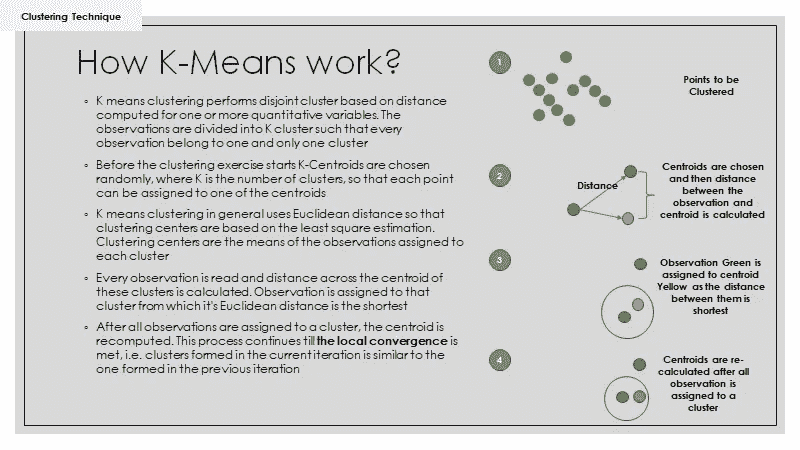 Clustering Technique
How K-Means work?
K means clustering performs disjoint cluster based on distance
computed for one or more quantitative variables. The
observations are divided into K cluster such that every
observation belong to one and only one cluster
Before the clustering exercise starts K-Centroids are chosen
randomly, where K is the number of clusters, so that each point
can be assigned to one of the centroids
K means clustering in general uses Euclidean distance so that
clustering centers are based on the least square estimation.
Clustering centers are the means of the observations assigned to
each cluster
Every observation is read and distance across the centroid of
these clusters is calculated. Observation is assigned to that
cluster from which it's Euclidean distance is the shortest
After all observations are assigned to a cluster, the centroid is
recomputed. This process continues till the local convergence is
met, i.e. clusters formed in the current iteration is similar to the
one formed in the previous iteration
1
Points to be
Clustered
2
Distance
Centroids are chosen
and then distance
between the
observation and
centroid is calculated
3
Observation Green is
assigned to centroid
Yellow as the distance
between them is
shortest
4
Centroids are re-
calculated after all
observation is
assigned to a
cluster